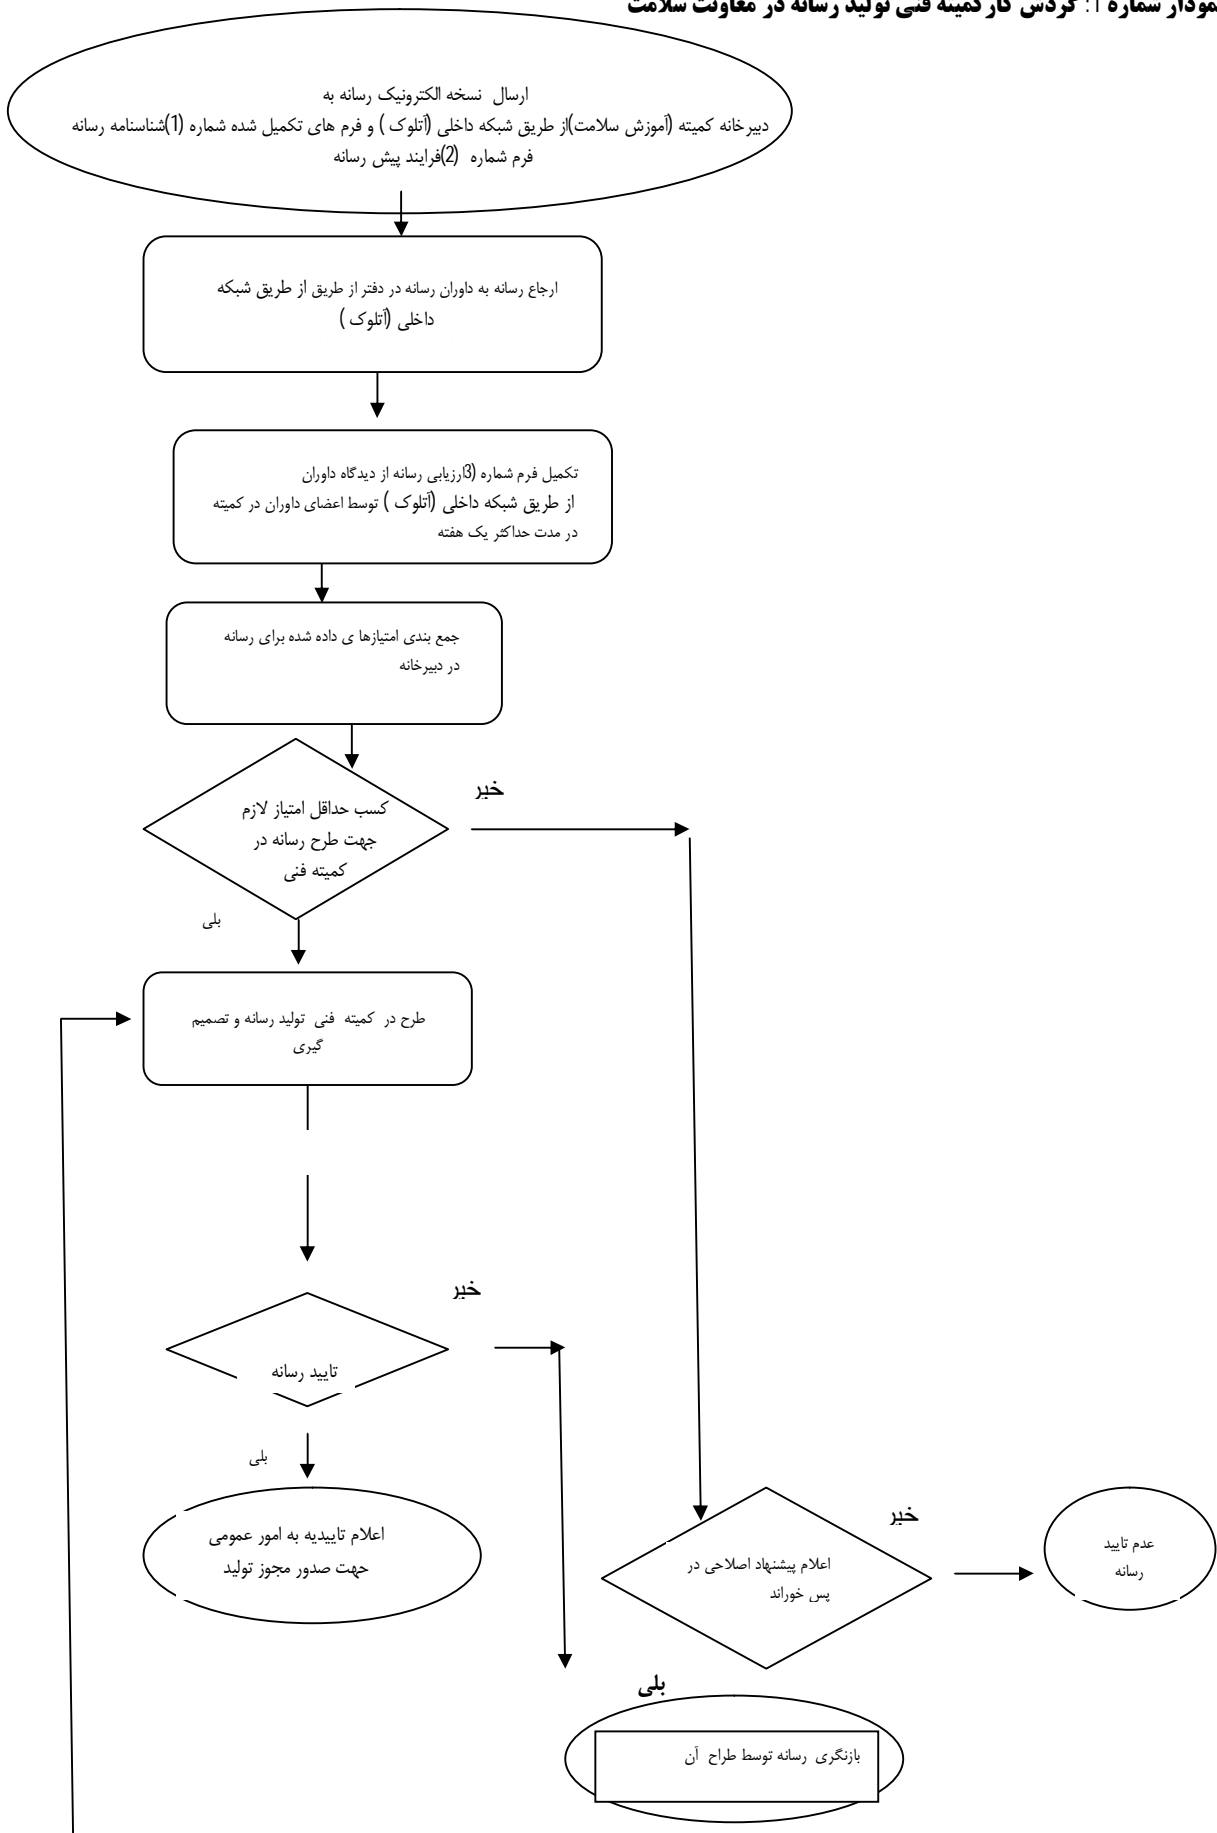 نمودار شماره 1: گردش کار کمیته فنی تولید رسانه در معاونت سلامت
ارسال نسخه الکترونیک رسانه به
دبیرخانه کمیته (آموزش سلامت)از طریق شبکه داخلی (آتلوک ) و فرم های تکمیل شده شماره (1)شناسنامه رسانه
فرم شماره (2)فرایند پیش رسانه
ارجاع رسانه به داوران رسانه در دفتر از طریق از طریق شبکه
داخلی (آتلوک )
تکمیل فرم شماره (3ارزیابی رسانه از دیدگاه داوران
از طریق شبکه داخلی (آتلوک ) توسط اعضای داوران در کمیته
در مدت حداکثر یک هفته
جمع بندی امتیازها ی داده شده برای رسانه
در دبیرخانه
کسب حداقل امتیاز لازم
جهت طرح رسانه در
کمیته فنی
خیر
بلی
طرح در کمیته فنی تولید رسانه و تصمیم
گیری
خیر
تایید رسانه
بلی
اعلام تاییدیه به امور عمومی
جهت صدور مجوز تولید
اعلام پیشنهاد اصلاحی در
پس خوراند
خیر
عدم تایید
رسانه
بلی
بازنگری رسانه توسط طراح آن